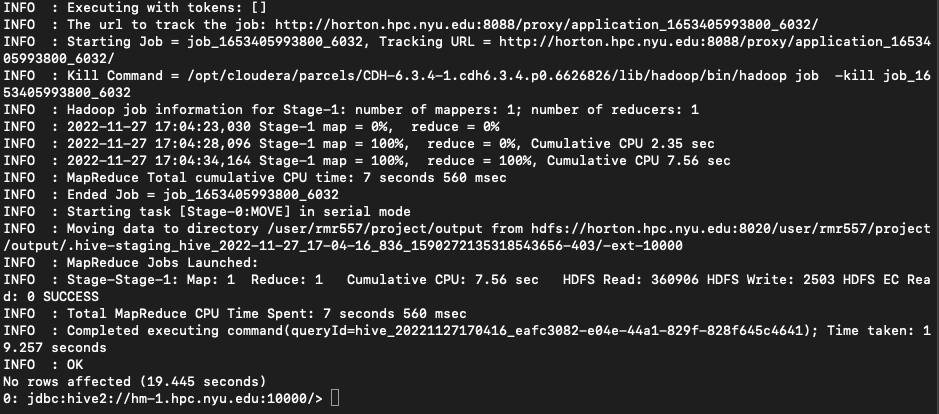 INFO  : Executing with tokens: []
INFO  : The url to track the job: http://horton.hpc.nyu.edu:8088/proxy/application_1653405993800_6032/
INFO  : Starting Job = job_1653405993800_6032, Tracking URL = http://horton.hpc.nyu.edu:8088/proxy/application_16534
05993800_6032/
INFO  : Kill Command = /opt/cloudera/parcels/CDH-6.3.4-1.cdh6.3.4.p0.6626826/lib/hadoop/bin/hadoop job  -kill job_16
53405993800_6032
INFO  : Hadoop job information for Stage-1: number of mappers: 1; number of reducers: 1
INFO  : 2022-11-27 17:04:23,030 Stage-1 map = 0%,  reduce = 0%
INFO  : 2022-11-27 17:04:28,096 Stage-1 map = 100%,  reduce = 0%, Cumulative CPU 2.35 sec
INFO  : 2022-11-27 17:04:34,164 Stage-1 map = 100%,  reduce = 100%, Cumulative CPU 7.56 sec
INFO  : MapReduce Total cumulative CPU time: 7 seconds 560 msec
INFO  : Ended Job = job_1653405993800_6032
INFO  : Starting task [Stage-0:MOVE] in serial mode
INFO  : Moving data to directory /user/rmr557/project/output from hdfs://horton.hpc.nyu.edu:8020/user/rmr557/project
/output/.hive-staging_hive_2022-11-27_17-04-16_836_1590272135318543656-403/-ext-10000
INFO  : MapReduce Jobs Launched:
INFO  : Stage-Stage-1: Map: 1  Reduce: 1   Cumulative CPU: 7.56 sec   HDFS Read: 360906 HDFS Write: 2503 HDFS EC Rea
d: 0 SUCCESS
INFO  : Total MapReduce CPU Time Spent: 7 seconds 560 msec
INFO  : Completed executing command(queryId=hive_20221127170416_eafc3082-e04e-44a1-829f-828f645c4641); Time taken: 1
9.257 seconds
INFO  : OK
No rows affected (19.445 seconds)
0: jdbc:hive2://hm-1.hpc.nyu.edu:10000/>